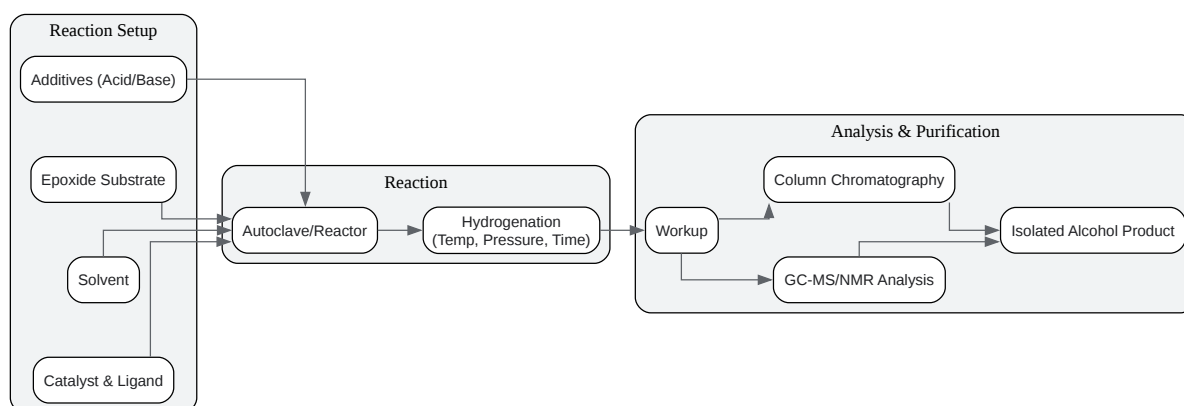 Reaction Setup
Additives (Acid/Base)
Epoxide Substrate
Solvent
Catalyst & Ligand
Reaction
Autoclave/Reactor
Hydrogenation
(Temp, Pressure, Time)
Analysis & Purification
Workup
Column Chromatography
GC-MS/NMR Analysis
Isolated Alcohol Product